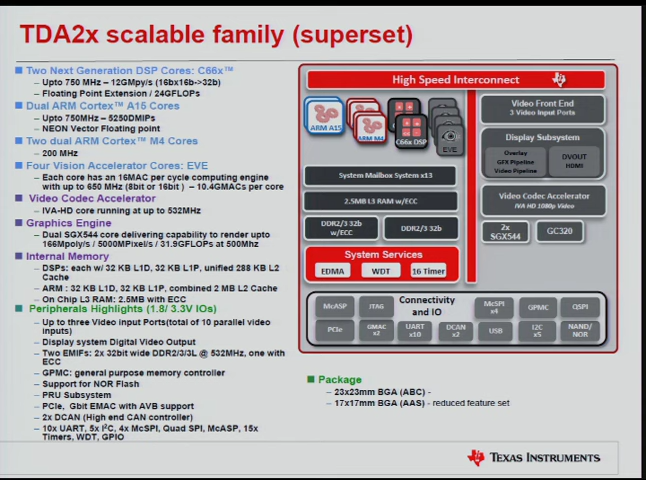 TDA2x scalable family (superset)
Two Next Generation DSP Cores: C66x™
– Upto 750 MHz – 12GMpy/s (16bx16b->32b)
– Floating Point Extension / 24GFLOPs
Dual ARM Cortex™ A15 Cores
– Upto 750MHz – 5250DMIPs
– NEON Vector Floating point
Two dual ARM Cortex™ M4 Cores
– 200 MHz
Four Vision Accelerator Cores: EVE
– Each core has an 16MAC per cycle computing engine
with up to 650 MHz (8bit or 16bit ) – 10.4GMACs per core
Video Codec Accelerator
– IVA-HD core running at up to 532MHz
Graphics Engine
– Dual SGX544 core delivering capability to render upto
166Mpoly/s / 5000MPixel/s / 31.9GFLOPs at 500Mhz
Internal Memory
– DSPs: each w/ 32 KB L1D, 32 KB L1P, unified 288 KB L2
Cache
– ARM : 32 KB L1D, 32 KB L1P, combined 2 MB L2 Cache
– On Chip L3 RAM: 2.5MB with ECC
Peripherals Highlights (1.8/ 3.3V IOs)
– Up to three Video input Ports(total of 10 parallel video
inputs)
– Display system Digital Video Output
– Two EMIFs: 2x 32bit wide DDR2/3/3L @ 532MHz, one with
ECC
– GPMC: general purpose memory controller
– Support for NOR Flash
– PRU Subsystem
– PCIe, Gbit EMAC with AVB support
– 2x DCAN (High end CAN controller)
– 10x UART, 5x I²C, 4x McSPI, Quad SPI, McASP, 15x
Timers, WDT, GPIO
High Speed Interconnect
ARM A15
ARM M4
C66x DSP
EVE
System Mailbox System x13
2.5MB L3 RAM w/ECC
DDR2/3 32b
w/ECC
DDR2/3 32b
System Services
EDMA
WDT
16 Timer
Video Front End
3 Video Input Ports
Display Subsystem
Overlay
GFX Pipeline
Video Pipeline
DVOUT
HDMI
Video Codec Accelerator
IVA HD 1080p Video
2x
SGX544
GC320
Connectivity
and IO
McASP
JTAG
McSPI
x4
GPMC
QSPI
PCIe
GMAC
x2
UART
x10
DCAN
x2
USB
I2C
x5
NAND/
NOR
Package
– 23x23mm BGA (ABC) -
– 17x17mm BGA (AAS) - reduced feature set
TEXAS INSTRUMENTS